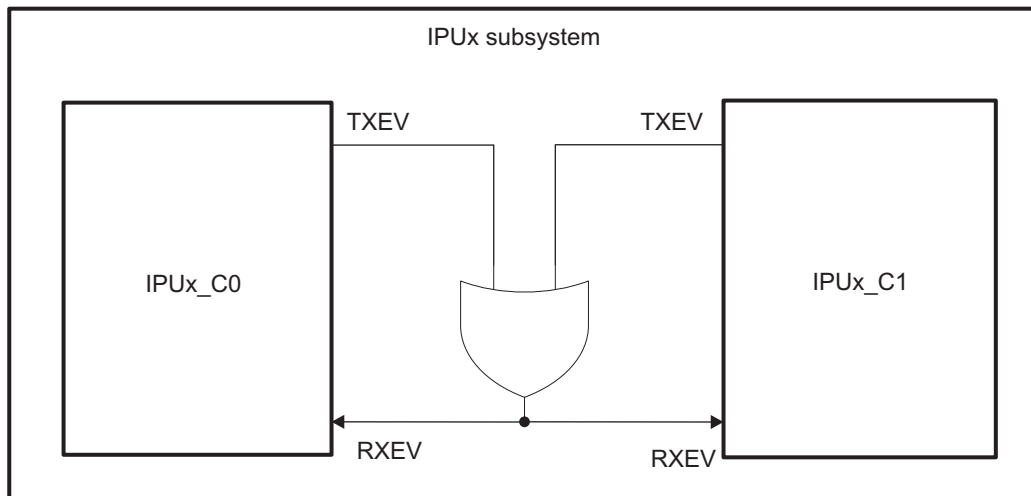 IPUx subsystem
TXEV
TXEV
IPUx_C0
IPUx_C1
RXEV
RXEV